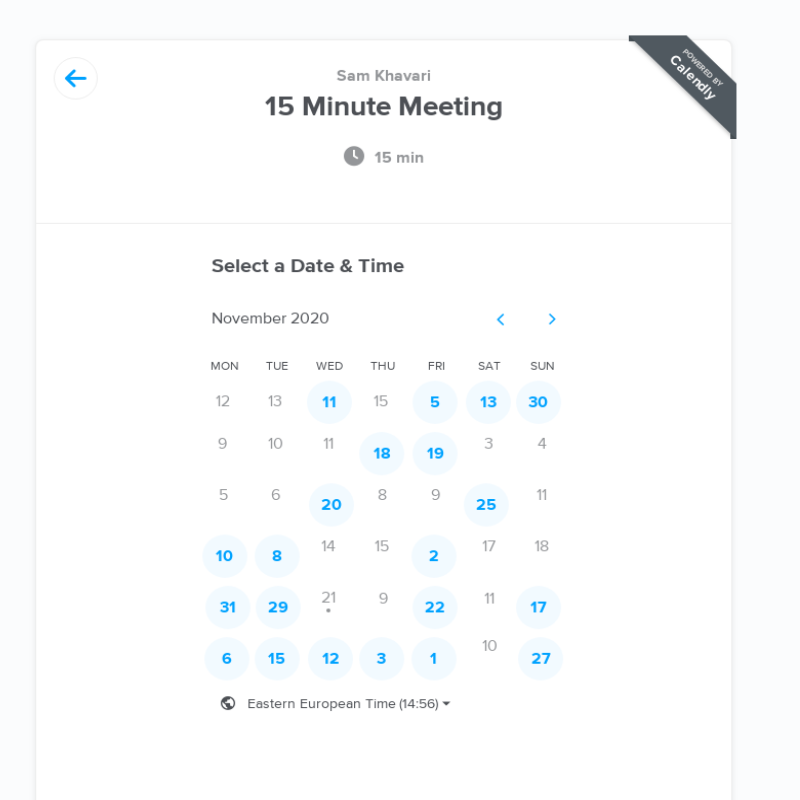 Sam Khavari
POWERED BY
Calendly
15 Minute Meeting
15 min
Select a Date & Time
November 2020
MON TUE WED THU FRI SAT SUN
12 13 11 15 5 13 30
9 10 11 18 19 3 4
5 6 20 8 9 25 11
10 8 14 15 2 17 18
31 29 21 9 22 11 17
6 15 12 3 1 10 27
Eastern European Time (14:56)